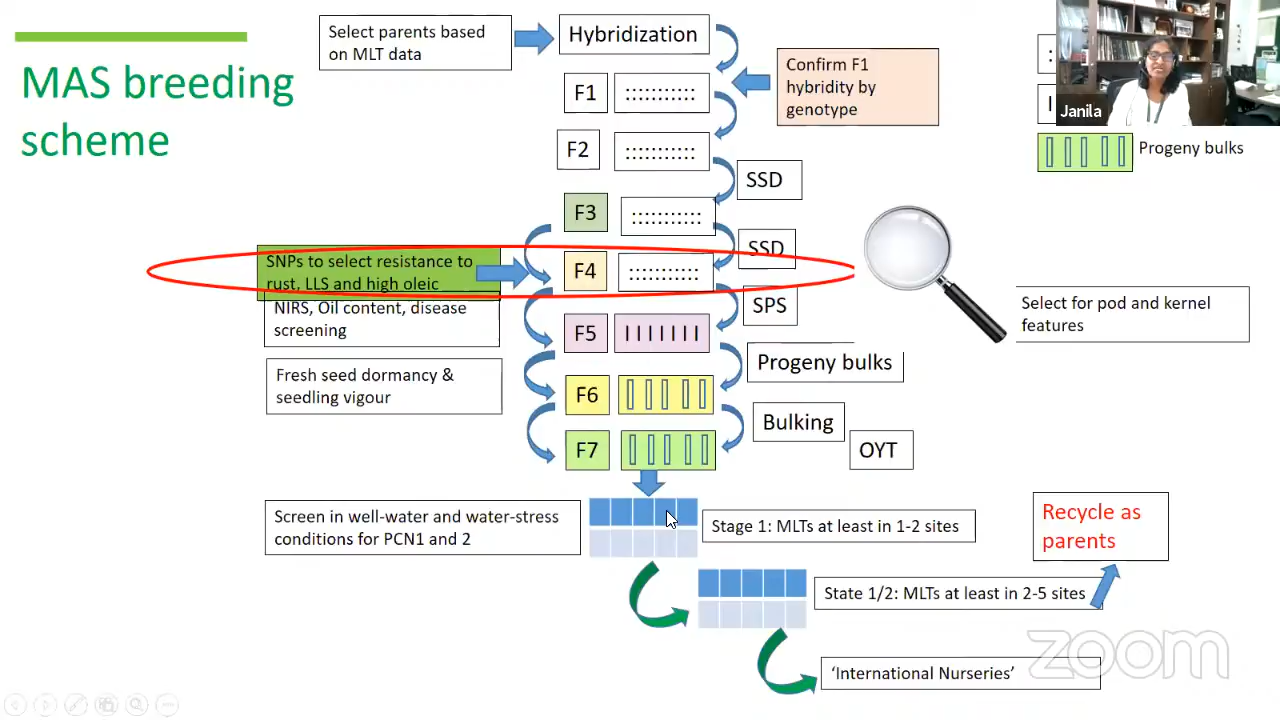 MAS breeding
scheme
Select parents based
on MLT data
Hybridization
Confirm F1
hybridity by
genotype
F1
F2
SSD
F3
SSD
SNPs to select resistance to
rust, LLS and high oleic
F4
NIRS, Oil content, disease
screening
SPS
F5
Fresh seed dormancy &
seedling vigour
Progeny bulks
F6
Bulking
F7
OYT
Janila
Progeny bulks
Select for pod and kernel
features
Screen in well-water and water-stress
conditions for PCN1 and 2
Stage 1: MLTs at least in 1-2 sites
Recycle as
parents
State 1/2: MLTs at least in 2-5 sites
'International Nurseries'
zoom